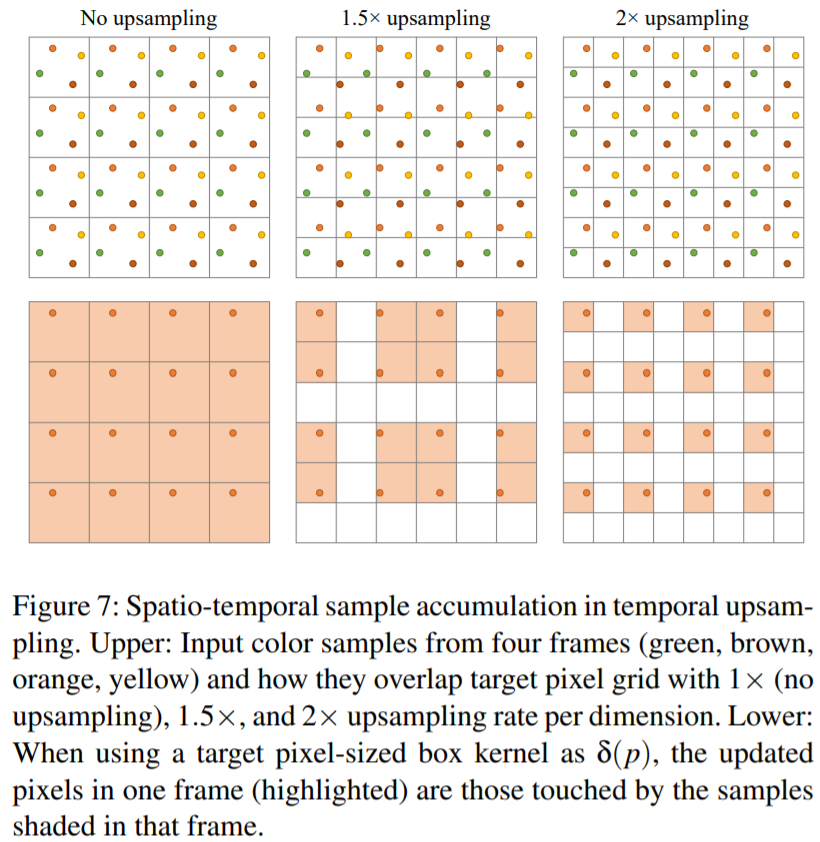 No upsampling
1.5× upsampling
2× upsampling
Figure 7: Spatio-temporal sample accumulation in temporal upsam-
pling. Upper: Input color samples from four frames (green, brown,
orange, yellow) and how they overlap target pixel grid with 1× (no
upsampling), 1.5×, and 2× upsampling rate per dimension. Lower:
When using a target pixel-sized box kernel as δ(p), the updated
pixels in one frame (highlighted) are those touched by the samples
shaded in that frame.